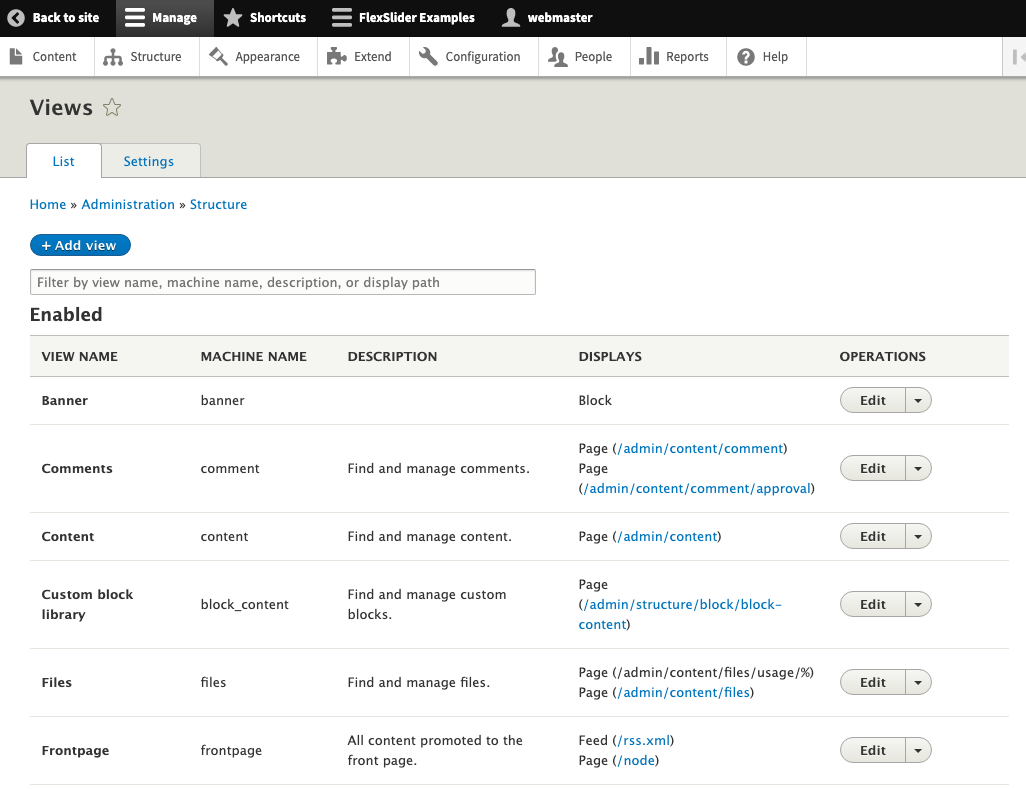 Back to site Manage Shortcuts FlexSlider Examples webmaster
Content Structure Appearance Extend Configuration People Reports Help
Views
List Settings
Home » Administration » Structure
+ Add view
Filter by view name, machine name, description, or display path
Enabled
VIEW NAME MACHINE NAME DESCRIPTION DISPLAYS OPERATIONS
Banner banner Block Edit
Comments comment Find and manage comments. Page (/admin/content/comment)
Page
(/admin/content/comment/approval) Edit
Content content Find and manage content. Page (/admin/content) Edit
Custom block
library block_content Find and manage custom
blocks. Page
(/admin/structure/block/block-
content) Edit
Files files Find and manage files. Page (/admin/content/files/usage/%)
Page (/admin/content/files) Edit
Frontpage frontpage All content promoted to the
front page. Feed (/rss.xml)
Page (/node) Edit